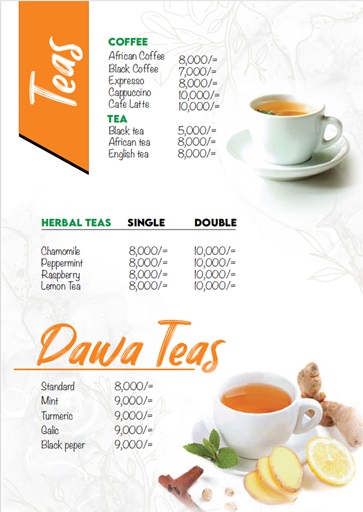 Teas
COFFEE
African Coffee 8,000/=
Black Coffee 7,000/=
Expresso 8,000/=
Cappuccino 10,000/=
Cafe Latte 10,000/=
TEA
Black tea 5,000/=
African tea 8,000/=
English tea 8,000/=
HERBAL TEAS SINGLE DOUBLE
Chamomile 8,000/= 10,000/=
Peppermint 8,000/= 10,000/=
Raspberry 8,000/= 10,000/=
Lemon Tea 8,000/= 10,000/=
Dawa Teas
Standard 8,000/=
Mint 9,000/=
Turmeric 9,000/=
Galic 9,000/=
Black peper 9,000/=